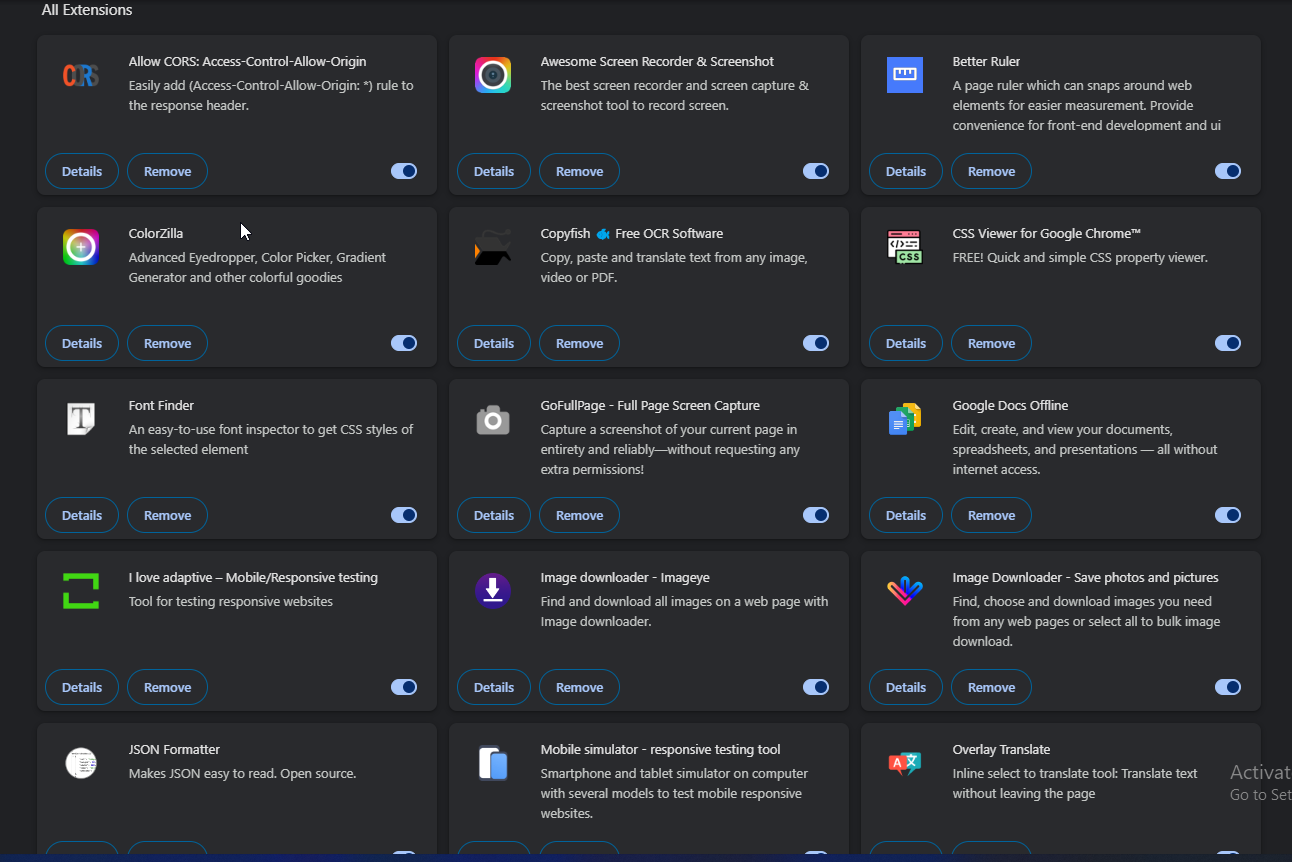 All Extensions
CORS
Allow CORS: Access-Control-Allow-Origin
Easily add (Access-Control-Allow-Origin: *) rule to
the response header.
Details
Remove
Awesome Screen Recorder & Screenshot
The best screen recorder and screen capture &
screenshot tool to record screen.
Details
Remove
Better Ruler
A page ruler which can snaps around web
elements for easier measurement. Provide
convenience for front-end development and ui
Details
Remove
ColorZilla
Advanced Eyedropper, Color Picker, Gradient
Generator and other colorful goodies
Details
Remove
Copyfish 🐟 Free OCR Software
Copy, paste and translate text from any image,
video or PDF.
Details
Remove
</>
CSS
CSS Viewer for Google Chrome™
FREE! Quick and simple CSS property viewer.
Details
Remove
T
Font Finder
An easy-to-use font inspector to get CSS styles of
the selected element
Details
Remove
GoFullPage - Full Page Screen Capture
Capture a screenshot of your current page in
entirety and reliably—without requesting any
extra permissions!
Details
Remove
Google Docs Offline
Edit, create, and view your documents,
spreadsheets, and presentations — all without
internet access.
Details
Remove
I love adaptive – Mobile/Responsive testing
Tool for testing responsive websites
Details
Remove
Image downloader - Imageye
Find and download all images on a web page with
Image downloader.
Details
Remove
Image Downloader - Save photos and pictures
Find, choose and download images you need
from any web pages or select all to bulk image
download.
Details
Remove
JSON Formatter
Makes JSON easy to read. Open source.
Mobile simulator - responsive testing tool
Smartphone and tablet simulator on computer
with several models to test mobile responsive
websites.
A 文
Overlay Translate
Inline select to translate tool: Translate text
without leaving the page
Activat
Go to Set